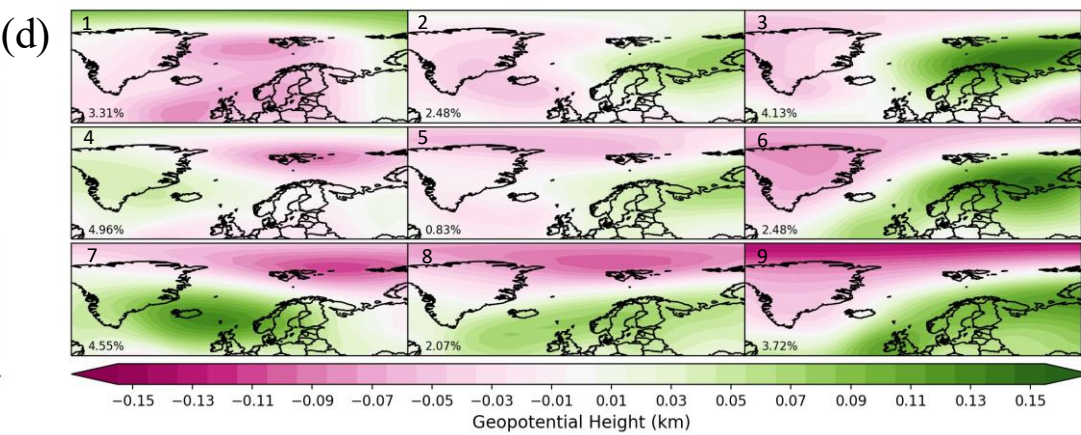 (d)
1 2 3
3.31% 2.48% 4.13%
4 5 6
4.96% 0.83% 2.48%
7 8 9
4.55% 2.07% 3.72%
−0.15 −0.13 −0.11 −0.09 −0.07 −0.05 −0.03 −0.01 0.01 0.03 0.05 0.07 0.09 0.11 0.13 0.15
Geopotential Height (km)